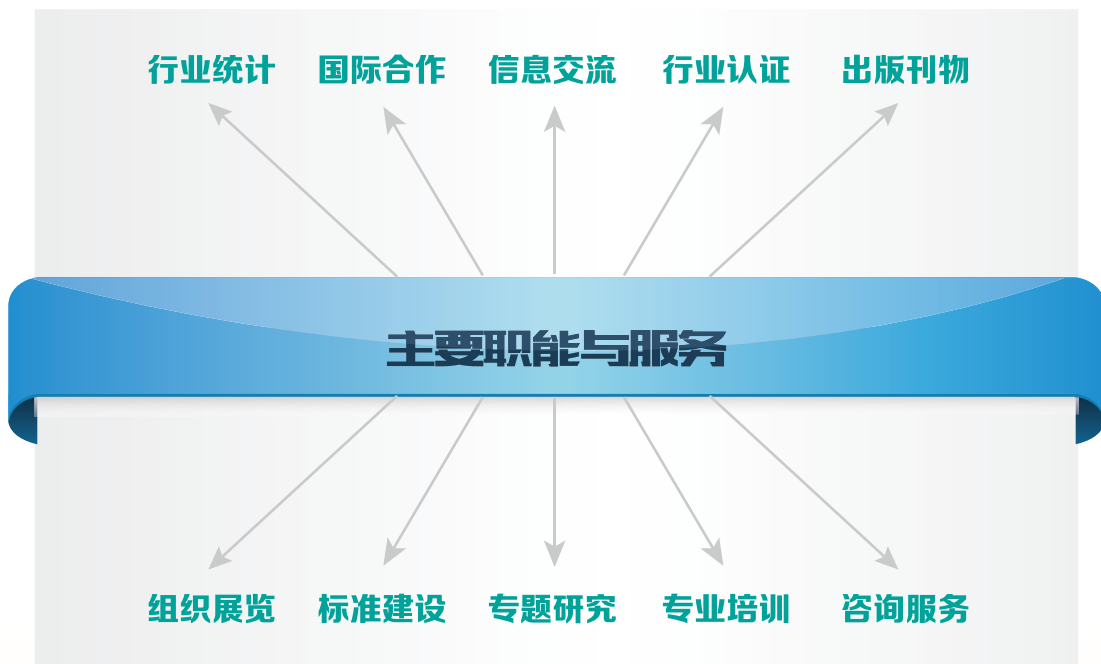 行业统计 国际合作 信息交流 行业认证 出版刊物
主要职能与服务
组织展览 标准建设 专题研究 专业培训 咨询服务